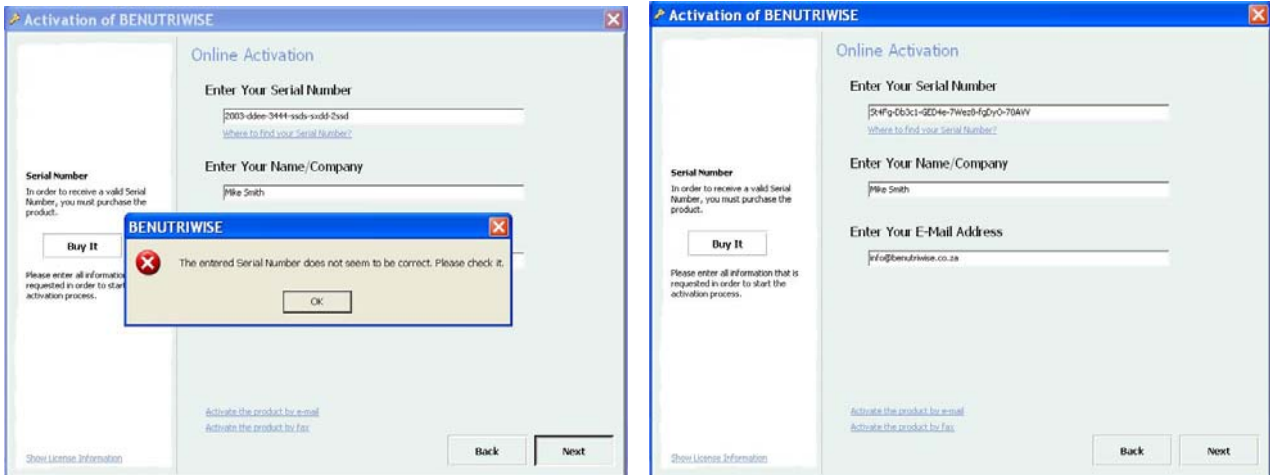 Activation of BENUTRIWISE
Online Activation
Enter Your Serial Number
2003-ddee-3444-ssds-sxdd-2ssd
Where to find your Serial Number?
Enter Your Name/Company
Mike Smith
Serial Number
In order to receive a valid Serial
Number, you must purchase the
product.
Buy It
Please enter all information
requested in order to start
activation process.
BENUTRIWISE
The entered Serial Number does not seem to be correct. Please check it.
OK
Activate the product by e-mail
Activate the product by fax
Show License Information
Back
Next
Activation of BENUTRIWISE
Online Activation
Enter Your Serial Number
Where to find your Serial Number?
Enter Your Name/Company
Mike Smith
Enter Your E-Mail Address
info@benutriwise.co.za
Serial Number
In order to receive a valid Serial
Number, you must purchase the
product.
Buy It
Please enter all information that is
requested in order to start the
activation process.
Activate the product by e-mail
Activate the product by fax
Show License Information
Back
Next